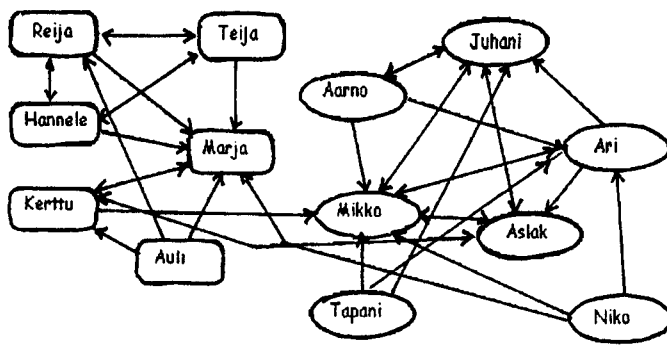 Reija
Teija
Juhani
Aarno
Hannele
Marja
Ari
Kerttu
Mikko
Aslak
Auli
Tapani
Niko